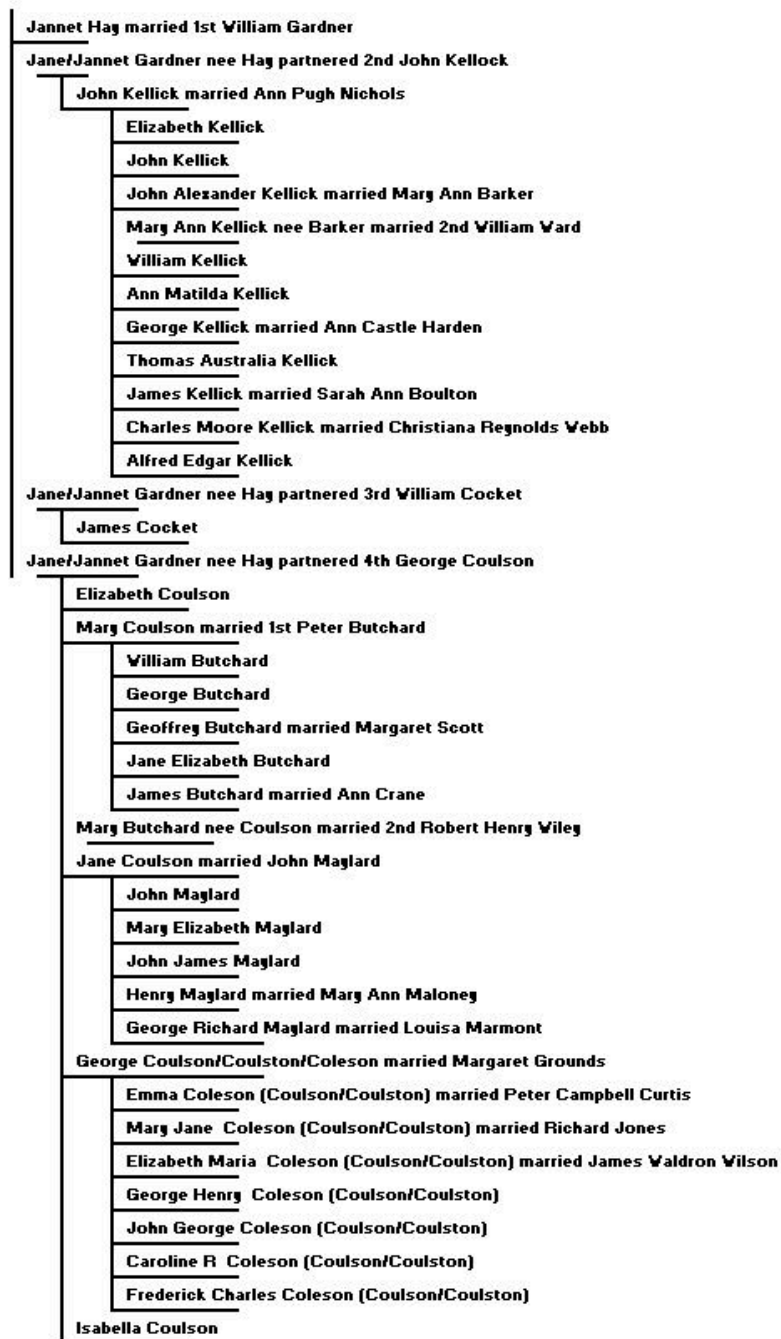 Jannet Hay married 1st William Gardner
Jane/Jannet Gardner nee Hay partnered 2nd John Kellock
John Kellick married Ann Pugh Nichols
Elizabeth Kellick
John Kellick
John Alexander Kellick married Mary Ann Barker
Mary Ann Kellick nee Barker married 2nd William Ward
William Kellick
Ann Matilda Kellick
George Kellick married Ann Castle Harden
Thomas Australia Kellick
James Kellick married Sarah Ann Boulton
Charles Moore Kellick married Christiana Reynolds Webb
Alfred Edgar Kellick
Jane/Jannet Gardner nee Hay partnered 3rd William Cocket
James Cocket
Jane/Jannet Gardner nee Hay partnered 4th George Coulson
Elizabeth Coulson
Mary Coulson married 1st Peter Butchard
William Butchard
George Butchard
Geoffrey Butchard married Margaret Scott
Jane Elizabeth Butchard
James Butchard married Ann Crane
Mary Butchard nee Coulson married 2nd Robert Henry Wiley
Jane Coulson married John Maylard
John Maylard
Mary Elizabeth Maylard
John James Maylard
Henry Maylard married Mary Ann Maloney
George Richard Maylard married Louisa Marmont
George Coulson/Coulston/Coleson married Margaret Grounds
Emma Coleson (Coulson/Coulston) married Peter Campbell Curtis
Mary Jane Coleson (Coulson/Coulston) married Richard Jones
Elizabeth Maria Coleson (Coulson/Coulston) married James Waldron Wilson
George Henry Coleson (Coulson/Coulston)
John George Coleson (Coulson/Coulston)
Caroline R Coleson (Coulson/Coulston)
Frederick Charles Coleson (Coulson/Coulston)
Isabella Coulson